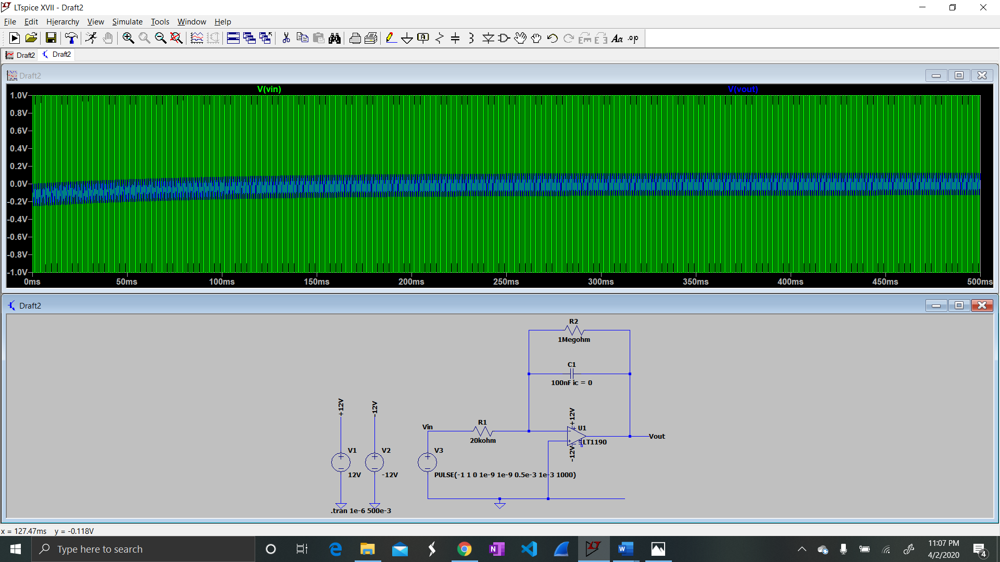 LTspice XVII - Draft2
File Edit Hierarchy View Simulate Tools Window Help
Draft2 Draft2
Draft2
V(vin) V(vout)
1.0V
0.8V
0.6V
0.4V
0.2V
0.0V
-0.2V
-0.4V
-0.6V
-0.8V
-1.0V
0ms 50ms 100ms 150ms 200ms 250ms 300ms 350ms 400ms 450ms 500ms
Draft2
R2
1Megohm
C1
100nF ic = 0
+12V
-12V
+12V
Vin
R1
20kohm
U1
LT1190
Vout
-12V
V1
12V
V2
-12V
V3
PULSE(-1 1 0 1e-9 1e-9 0.5e-3 1e-3 1000)
.tran 1e-6 500e-3
x = 127.47ms y = -0.118V
Type here to search
11:07 PM
4/2/2020
4